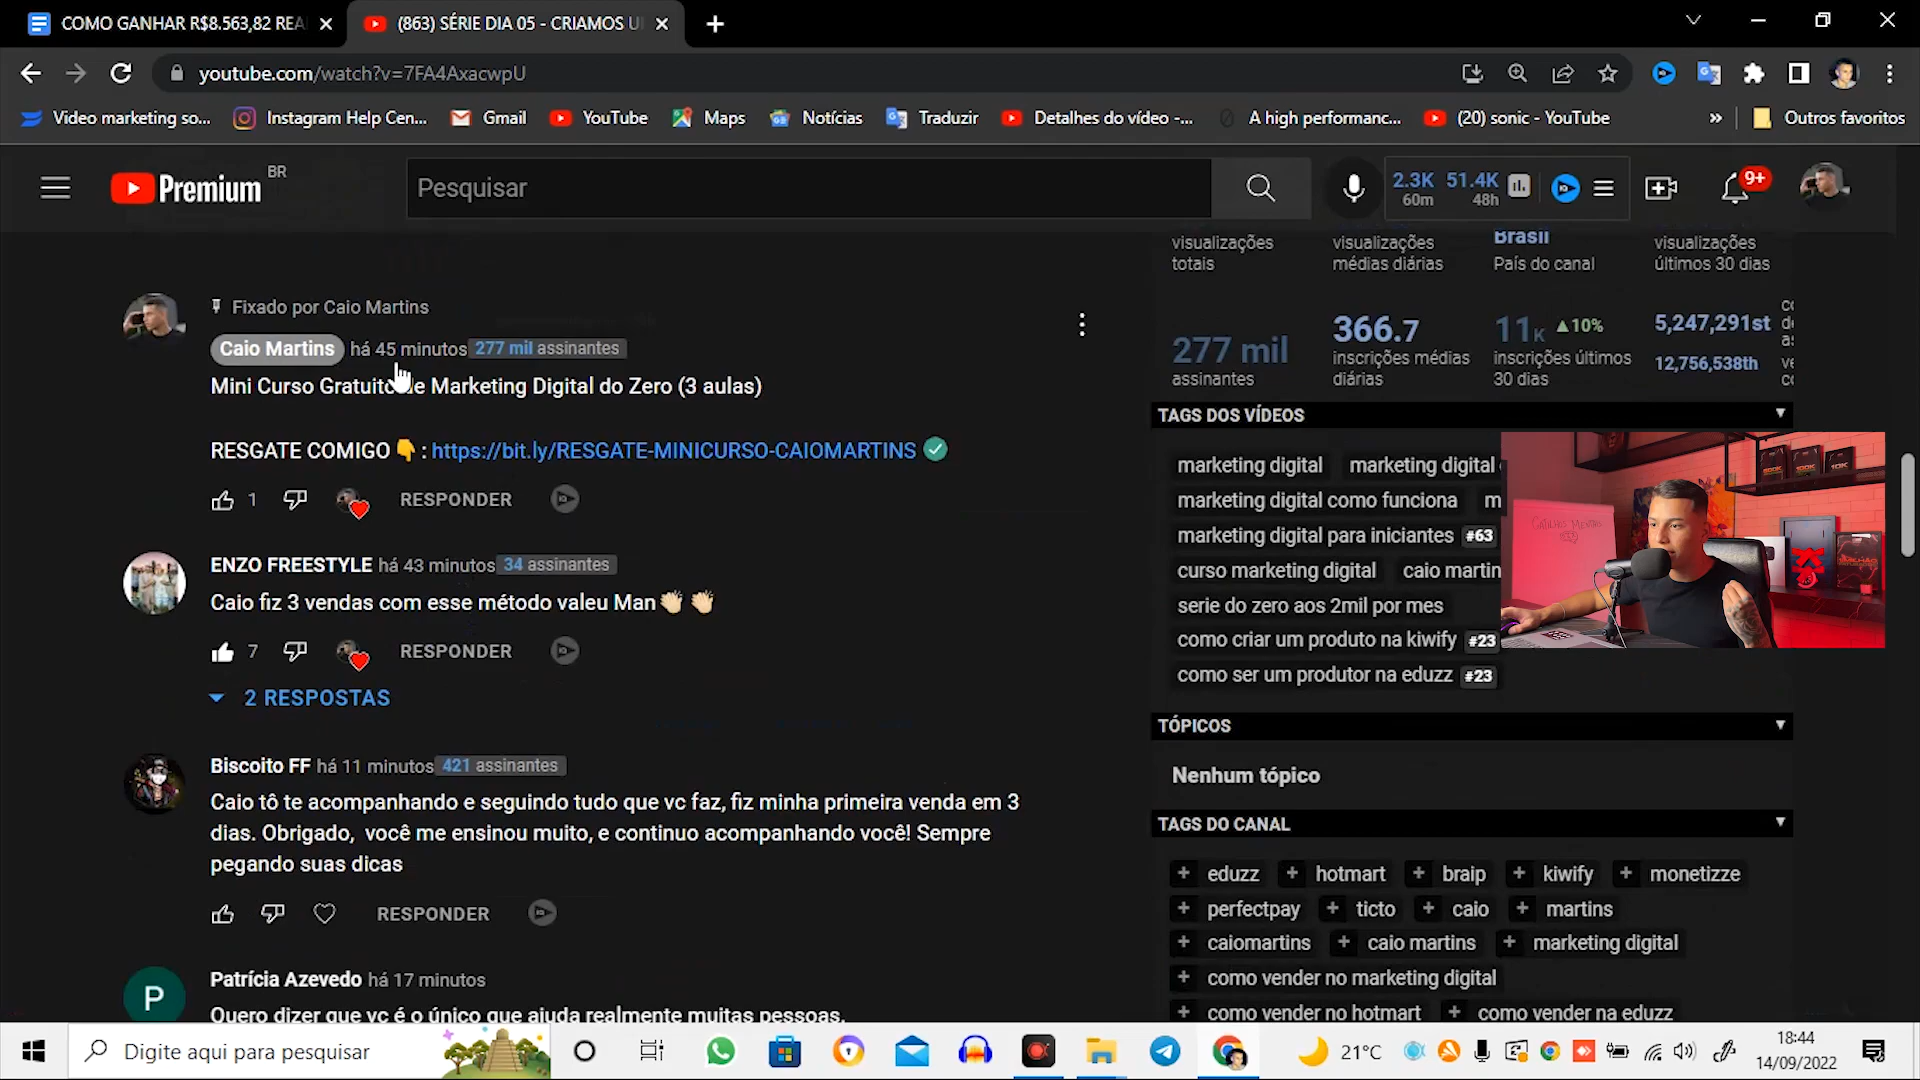 COMO GANHAR R$8.563,82 REA
(863) SÉRIE DIA 05 - CRIAMOS U
youtube.com/watch?v=7FA4AxacwpU
Video marketing so...
Instagram Help Cen...
Gmail
YouTube
Maps
Notícias
Traduzir
Detalhes do vídeo -...
A high performanc...
(20) sonic - YouTube
»
Outros favoritos
Premium BR
Pesquisar
2.3K 51.4K
60m 48h
9+
visualizações totais
visualizações médias diárias
Brasil
País do canal
visualizações últimos 30 dias
277 mil
assinantes
366.7
inscrições médias diárias
11K ▲10%
inscrições últimos 30 dias
5,247,291st
12,756,538th
Fixado por Caio Martins
Caio Martins há 45 minutos 277 mil assinantes
Mini Curso Gratuito de Marketing Digital do Zero (3 aulas)
RESGATE COMIGO 👇 : https://bit.ly/RESGATE-MINICURSO-CAIOMARTINS
1 RESPONDER
ENZO FREESTYLE há 43 minutos 34 assinantes
Caio fiz 3 vendas com esse método valeu Man👏🏻 👏🏻
7 RESPONDER
2 RESPOSTAS
Biscoito FF há 11 minutos 421 assinantes
Caio tô te acompanhando e seguindo tudo que vc faz, fiz minha primeira venda em 3
dias. Obrigado, você me ensinou muito, e continuo acompanhando você! Sempre
pegando suas dicas
RESPONDER
P
Patrícia Azevedo há 17 minutos
Quero dizer que vc é o único que ajuda realmente muitas pessoas.
TAGS DOS VÍDEOS
marketing digital marketing digital
marketing digital como funciona m
marketing digital para iniciantes #63
curso marketing digital caio martin
serie do zero aos 2mil por mes
como criar um produto na kiwify #23
como ser um produtor na eduzz #23
TÓPICOS
Nenhum tópico
TAGS DO CANAL
+ eduzz + hotmart + braip + kiwify + monetizze
+ perfectpay + ticto + caio + martins
+ caiomartins + caio martins + marketing digital
+ como vender no marketing digital
+ como vender no hotmart + como vender na eduzz
Digite aqui para pesquisar
21°C
18:44
14/09/2022